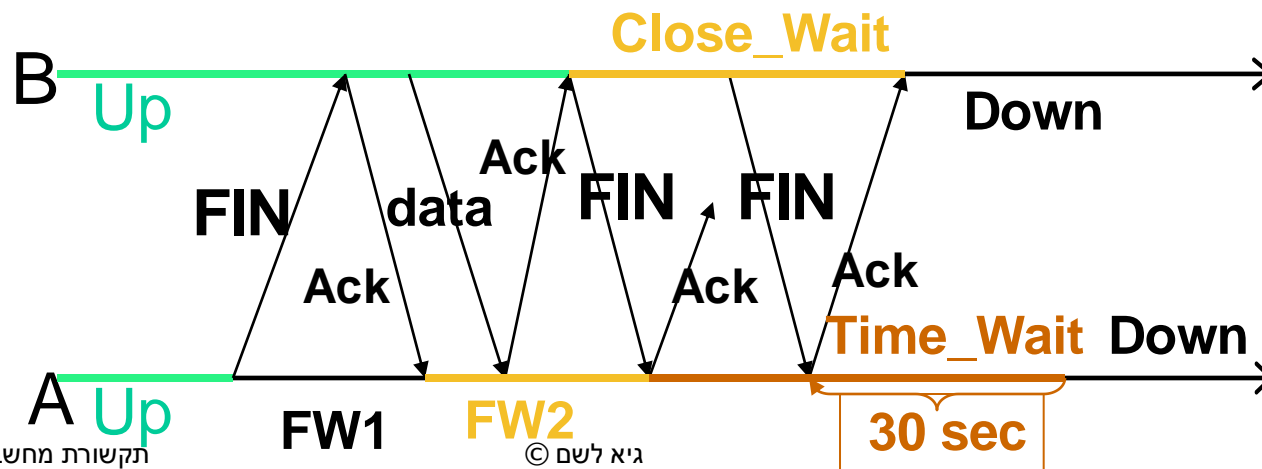 Close_Wait
B
Up
Down
Ack
FIN
data
FIN
FIN
Ack
Ack
Ack
Time_Wait
Down
A
Up
FW1
FW2
30 sec
גיא לשם ©
תקשורת